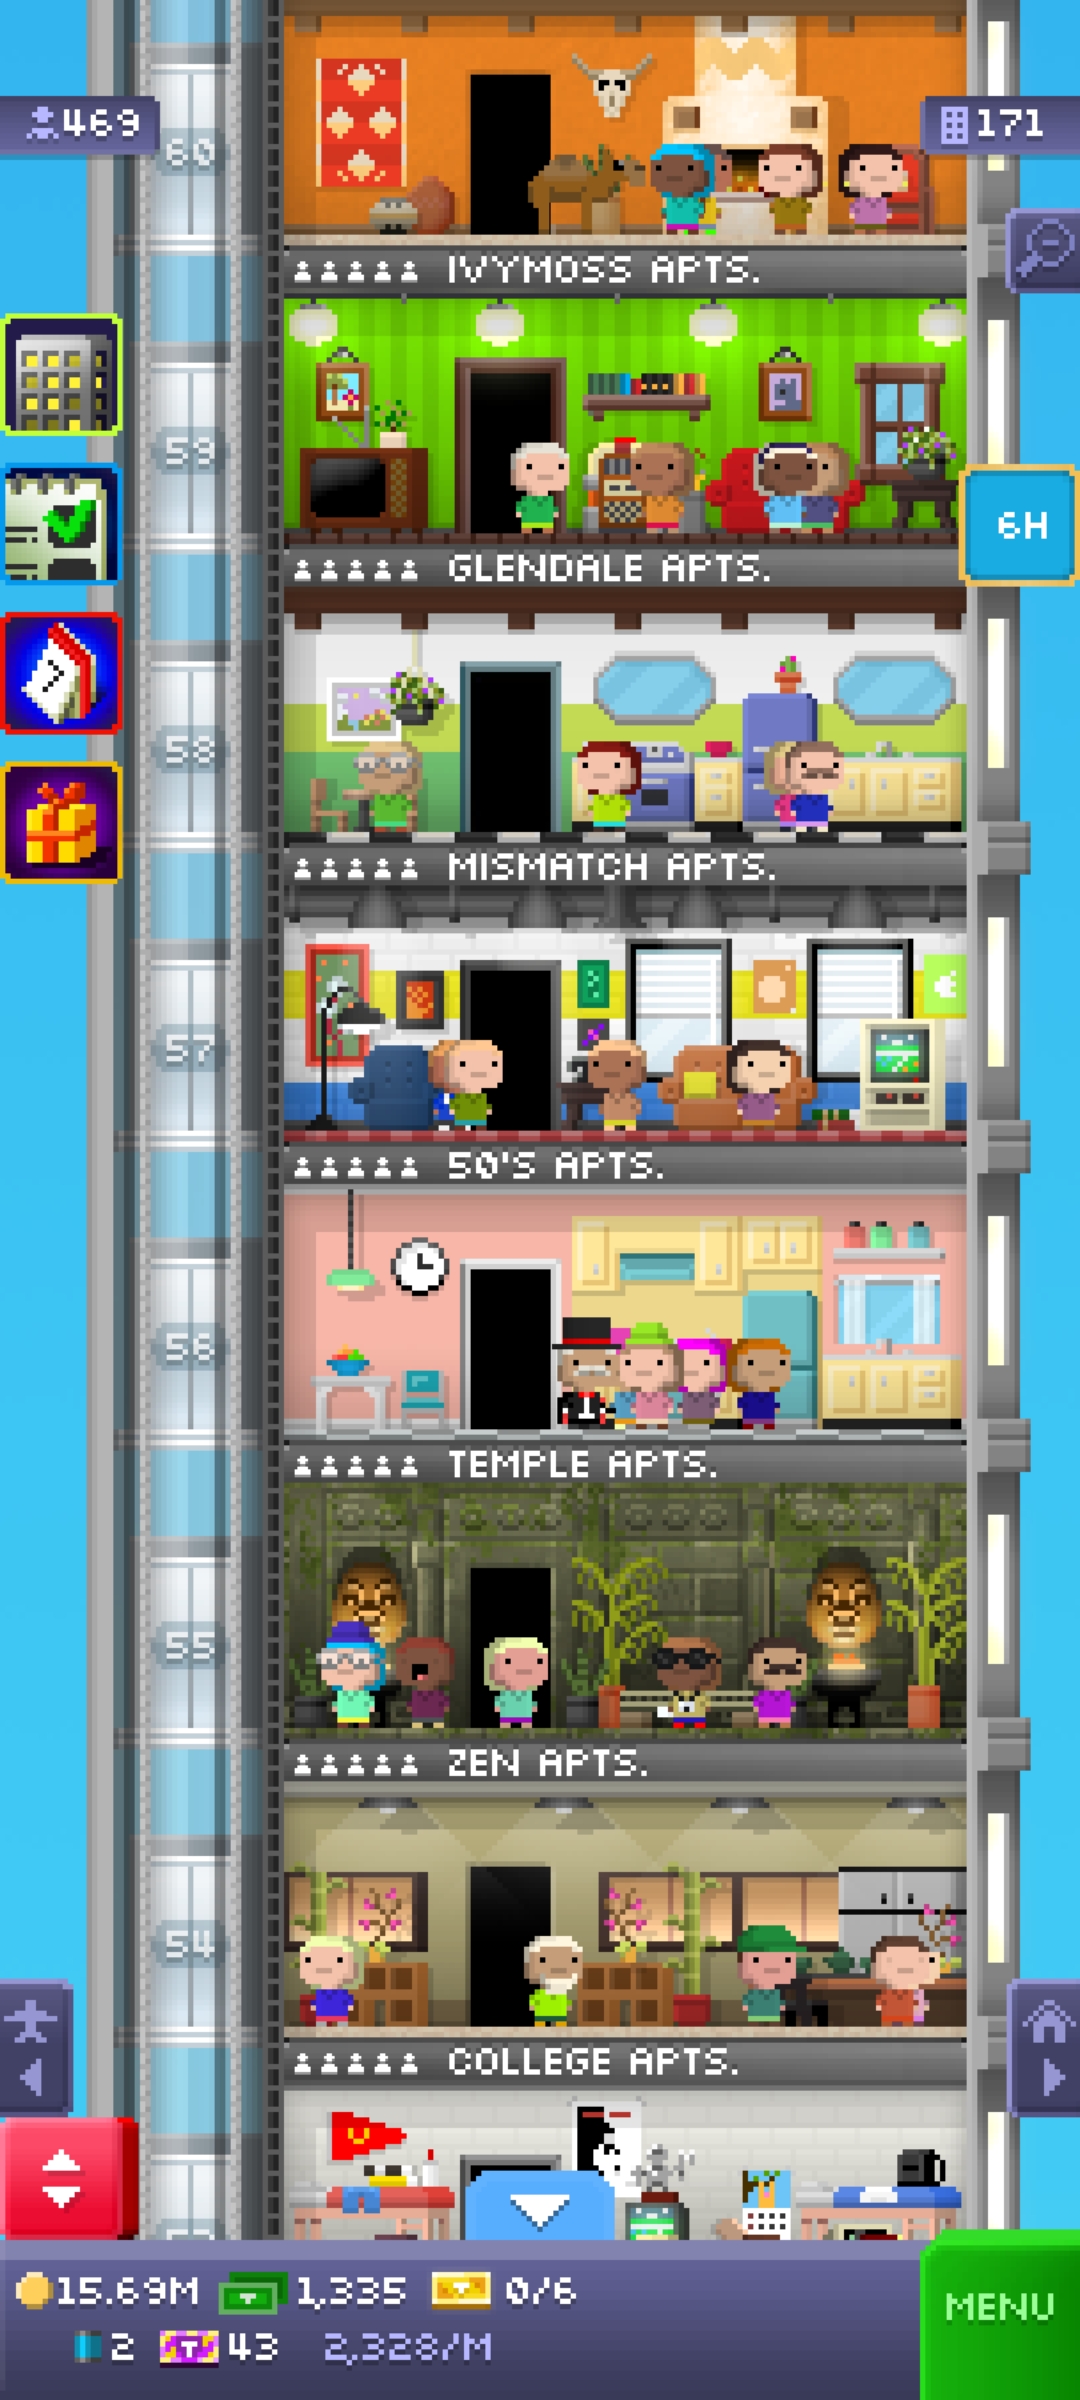 469
171
60
IVYMOSS APTS.
59
6H
GLENDALE APTS.
58
MISMATCH APTS.
57
50'S APTS.
56
TEMPLE APTS.
55
ZEN APTS.
54
COLLEGE APTS.
15.69M 1,335 0/6
2 43 2,328/M
MENU